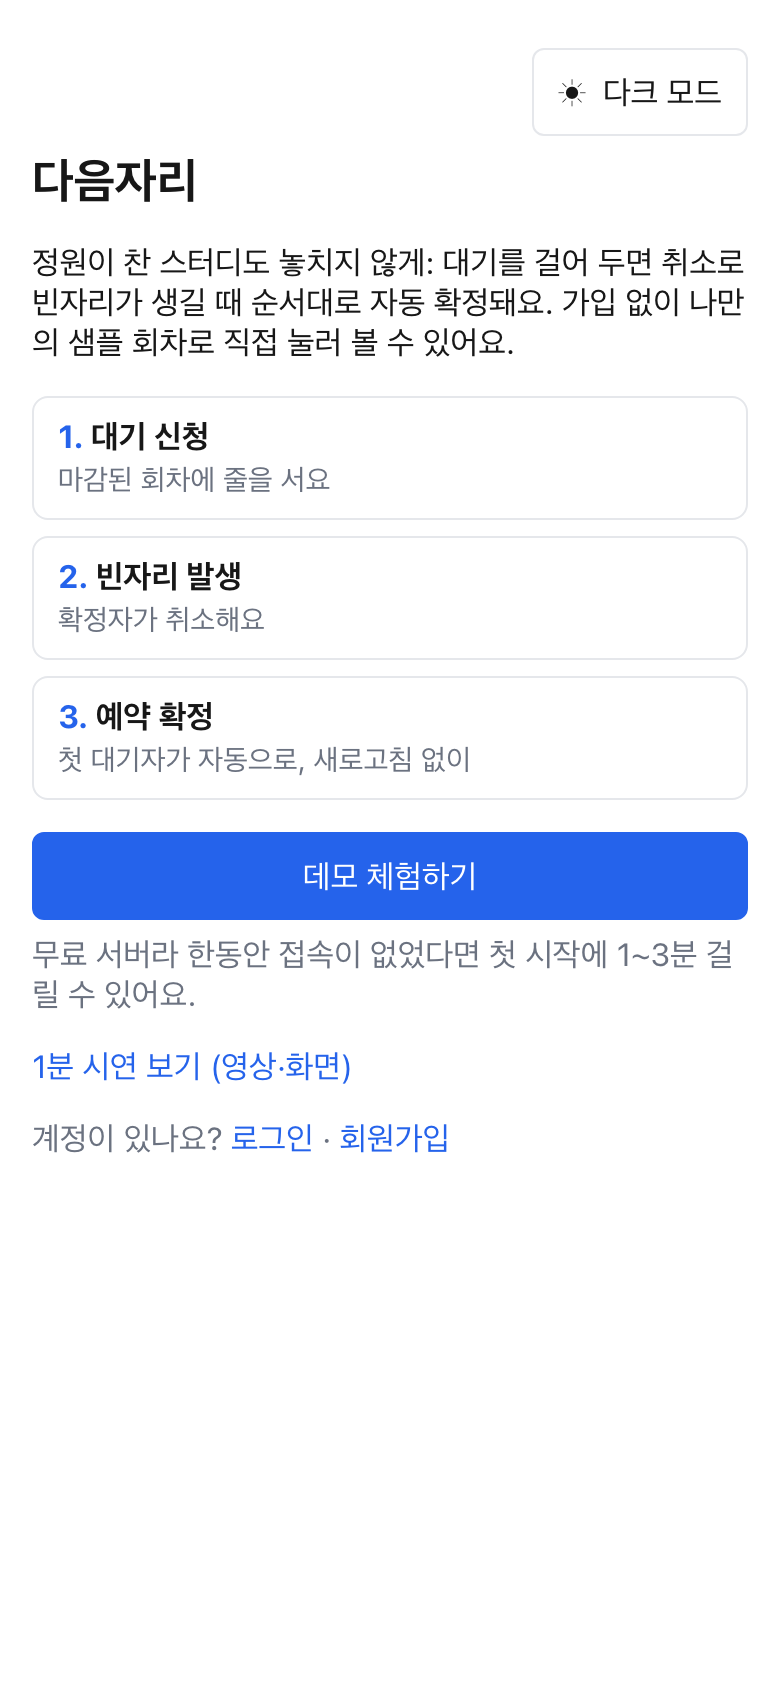 ☀ 다크 모드
다음자리
정원이 찬 스터디도 놓치지 않게: 대기를 걸어 두면 취소로
빈자리가 생길 때 순서대로 자동 확정돼요. 가입 없이 나만
의 샘플 회차로 직접 눌러 볼 수 있어요.
1. 대기 신청
마감된 회차에 줄을 서요
2. 빈자리 발생
확정자가 취소해요
3. 예약 확정
첫 대기자가 자동으로, 새로고침 없이
데모 체험하기
무료 서버라 한동안 접속이 없었다면 첫 시작에 1~3분 걸
릴 수 있어요.
1분 시연 보기 (영상·화면)
계정이 있나요? 로그인 · 회원가입